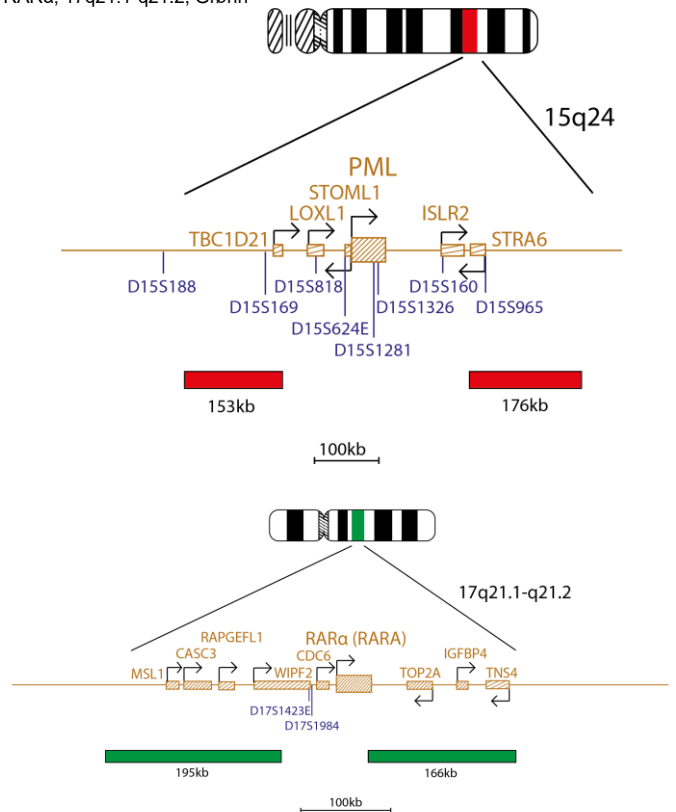 RARα, 17q21.1-q21.2, Grønn
15q24
PML
STOML1
LOXL1
ISLR2
TBC1D21
STRA6
D15S188
D15S818
D15S160
D15S169
D15S1326
D15S965
D15S624E
D15S1281
153kb
176kb
100kb
17q21.1-q21.2
RAPGEFL1
RARα (RARA)
CASC3
CDC6
IGFBP4
MSL1
WIPF2
TOP2A
TNS4
D17S1423E
D17S1984
195kb
166kb
100kb